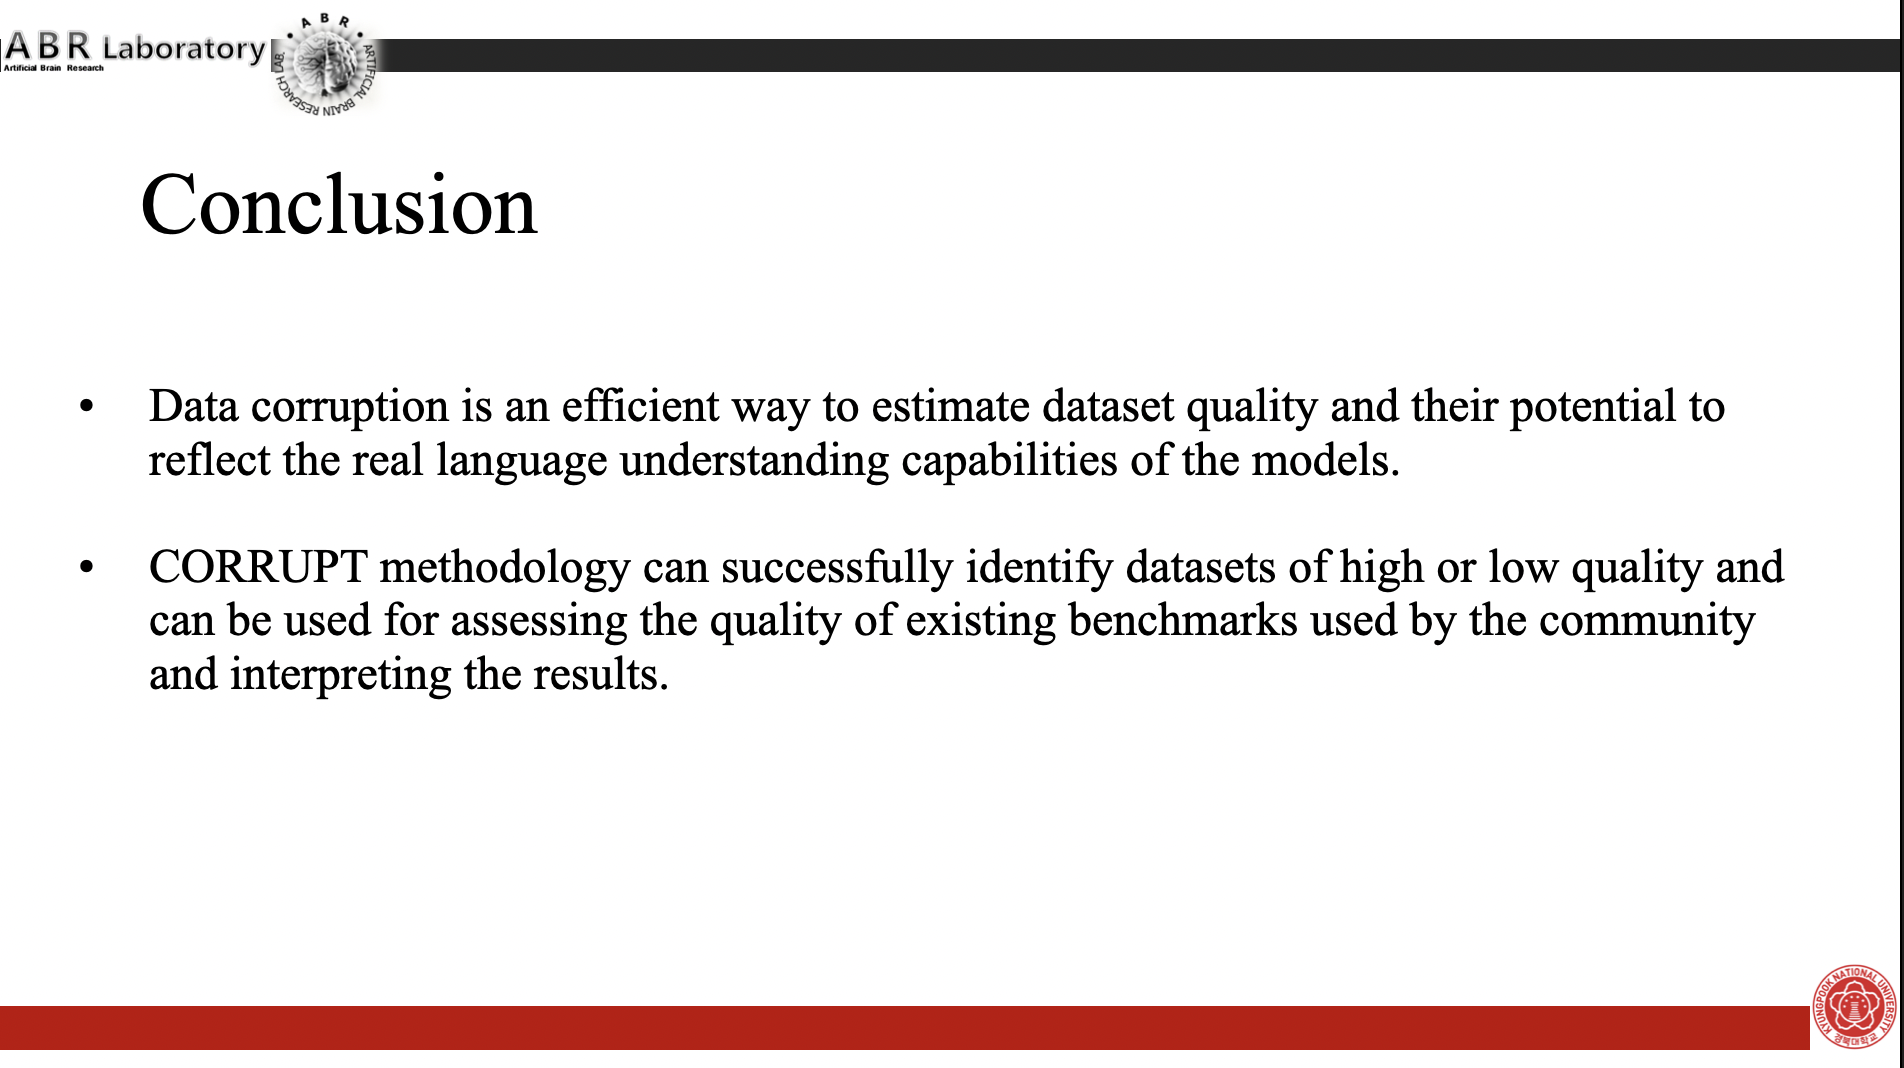 ABR Laboratory
Artificial Brain Research
A B R
ARTIFICIAL BRAIN RESEARCH LAB.
Conclusion
• Data corruption is an efficient way to estimate dataset quality and their potential to
reflect the real language understanding capabilities of the models.
• CORRUPT methodology can successfully identify datasets of high or low quality and
can be used for assessing the quality of existing benchmarks used by the community
and interpreting the results.
KYUNGPOOK NATIONAL UNIVERSITY
경북대학교